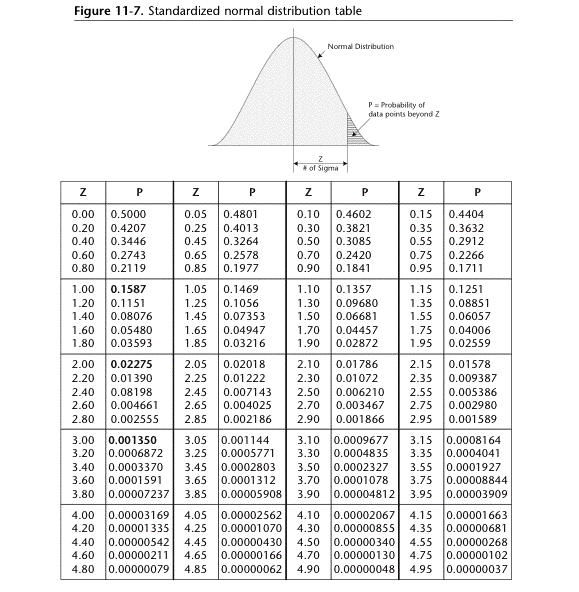 Figure 11-7. Standardized normal distribution table
Normal Distribution
P = Probability of
data points beyond Z
Z
# of Sigma
Z P Z P Z P Z P
0.00 0.5000 0.05 0.4801 0.10 0.4602 0.15 0.4404
0.20 0.4207 0.25 0.4013 0.30 0.3821 0.35 0.3632
0.40 0.3446 0.45 0.3264 0.50 0.3085 0.55 0.2912
0.60 0.2743 0.65 0.2578 0.70 0.2420 0.75 0.2266
0.80 0.2119 0.85 0.1977 0.90 0.1841 0.95 0.1711
1.00 0.1587 1.05 0.1469 1.10 0.1357 1.15 0.1251
1.20 0.1151 1.25 0.1056 1.30 0.09680 1.35 0.08851
1.40 0.08076 1.45 0.07353 1.50 0.06681 1.55 0.06057
1.60 0.05480 1.65 0.04947 1.70 0.04457 1.75 0.04006
1.80 0.03593 1.85 0.03216 1.90 0.02872 1.95 0.02559
2.00 0.02275 2.05 0.02018 2.10 0.01786 2.15 0.01578
2.20 0.01390 2.25 0.01222 2.30 0.01072 2.35 0.009387
2.40 0.08198 2.45 0.007143 2.50 0.006210 2.55 0.005386
2.60 0.004661 2.65 0.004025 2.70 0.003467 2.75 0.002980
2.80 0.002555 2.85 0.002186 2.90 0.001866 2.95 0.001589
3.00 0.001350 3.05 0.001144 3.10 0.0009677 3.15 0.0008164
3.20 0.0006872 3.25 0.0005771 3.30 0.0004835 3.35 0.0004041
3.40 0.0003370 3.45 0.0002803 3.50 0.0002327 3.55 0.0001927
3.60 0.0001591 3.65 0.0001312 3.70 0.0001078 3.75 0.00008844
3.80 0.00007237 3.85 0.00005908 3.90 0.00004812 3.95 0.00003909
4.00 0.00003169 4.05 0.00002562 4.10 0.00002067 4.15 0.00001663
4.20 0.00001335 4.25 0.00001070 4.30 0.00000855 4.35 0.00000681
4.40 0.00000542 4.45 0.00000430 4.50 0.00000340 4.55 0.00000268
4.60 0.00000211 4.65 0.00000166 4.70 0.00000130 4.75 0.00000102
4.80 0.00000079 4.85 0.00000062 4.90 0.00000048 4.95 0.00000037